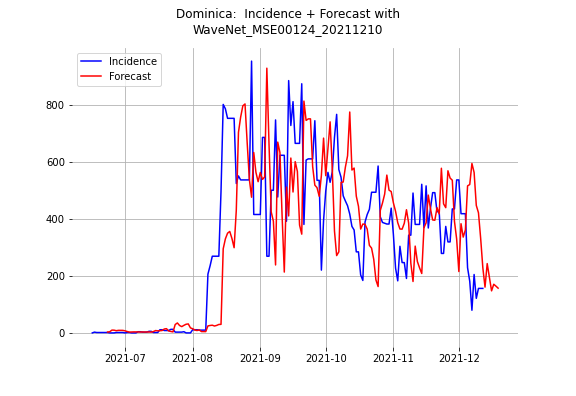 Dominica:  Incidence + Forecast with
WaveNet_MSE00124_20211210
Incidence
Forecast
800
600
400
200
0
2021-07 2021-08 2021-09 2021-10 2021-11 2021-12